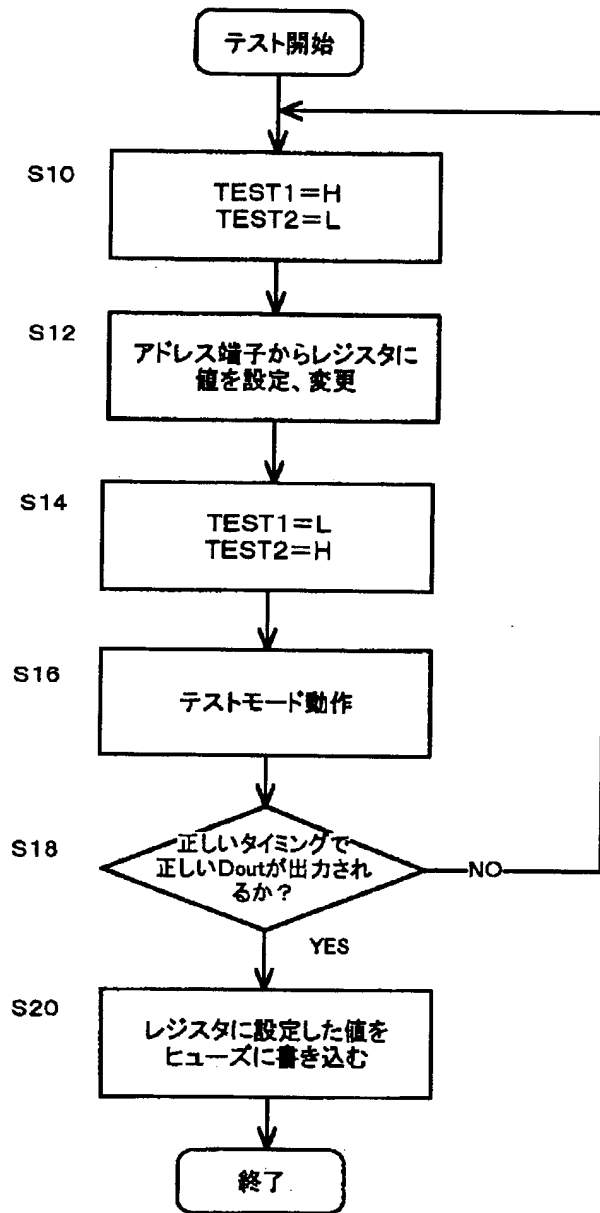 テスト開始
S10
TEST1=H
TEST2=L
S12
アドレス端子からレジスタに
値を設定、変更
S14
TEST1=L
TEST2=H
S16
テストモード動作
S18
正しいタイミングで
正しいDoutが出力され
るか?
NO
YES
S20
レジスタに設定した値を
ヒューズに書き込む
終了